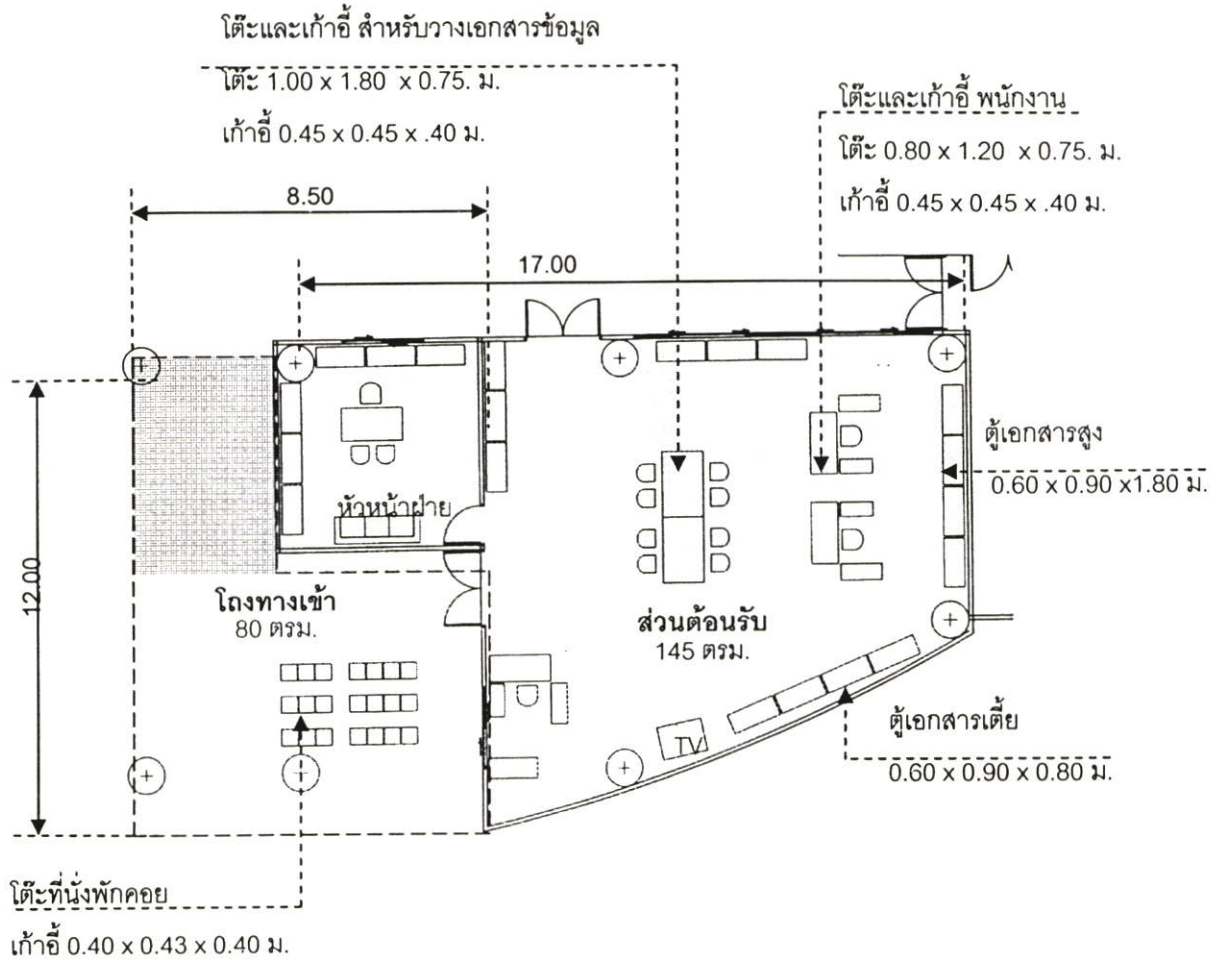 โต๊ะและเก้าอี้ สำหรับวางเอกสารข้อมูล
โต๊ะ 1.00 x 1.80 x 0.75. ม.
เก้าอี้ 0.45 x 0.45 x .40 ม.
โต๊ะและเก้าอี้ พนักงาน
โต๊ะ 0.80 x 1.20 x 0.75. ม.
เก้าอี้ 0.45 x 0.45 x .40 ม.
8.50
17.00
ตู้เอกสารสูง
0.60 x 0.90 x1.80 ม.
หัวหน้าฝ่าย
12.00
โถงทางเข้า
80 ตรม.
ส่วนต้อนรับ
145 ตรม.
TV
ตู้เอกสารเตี้ย
0.60 x 0.90 x 0.80 ม.
โต๊ะที่นั่งพักคอย
เก้าอี้ 0.40 x 0.43 x 0.40 ม.